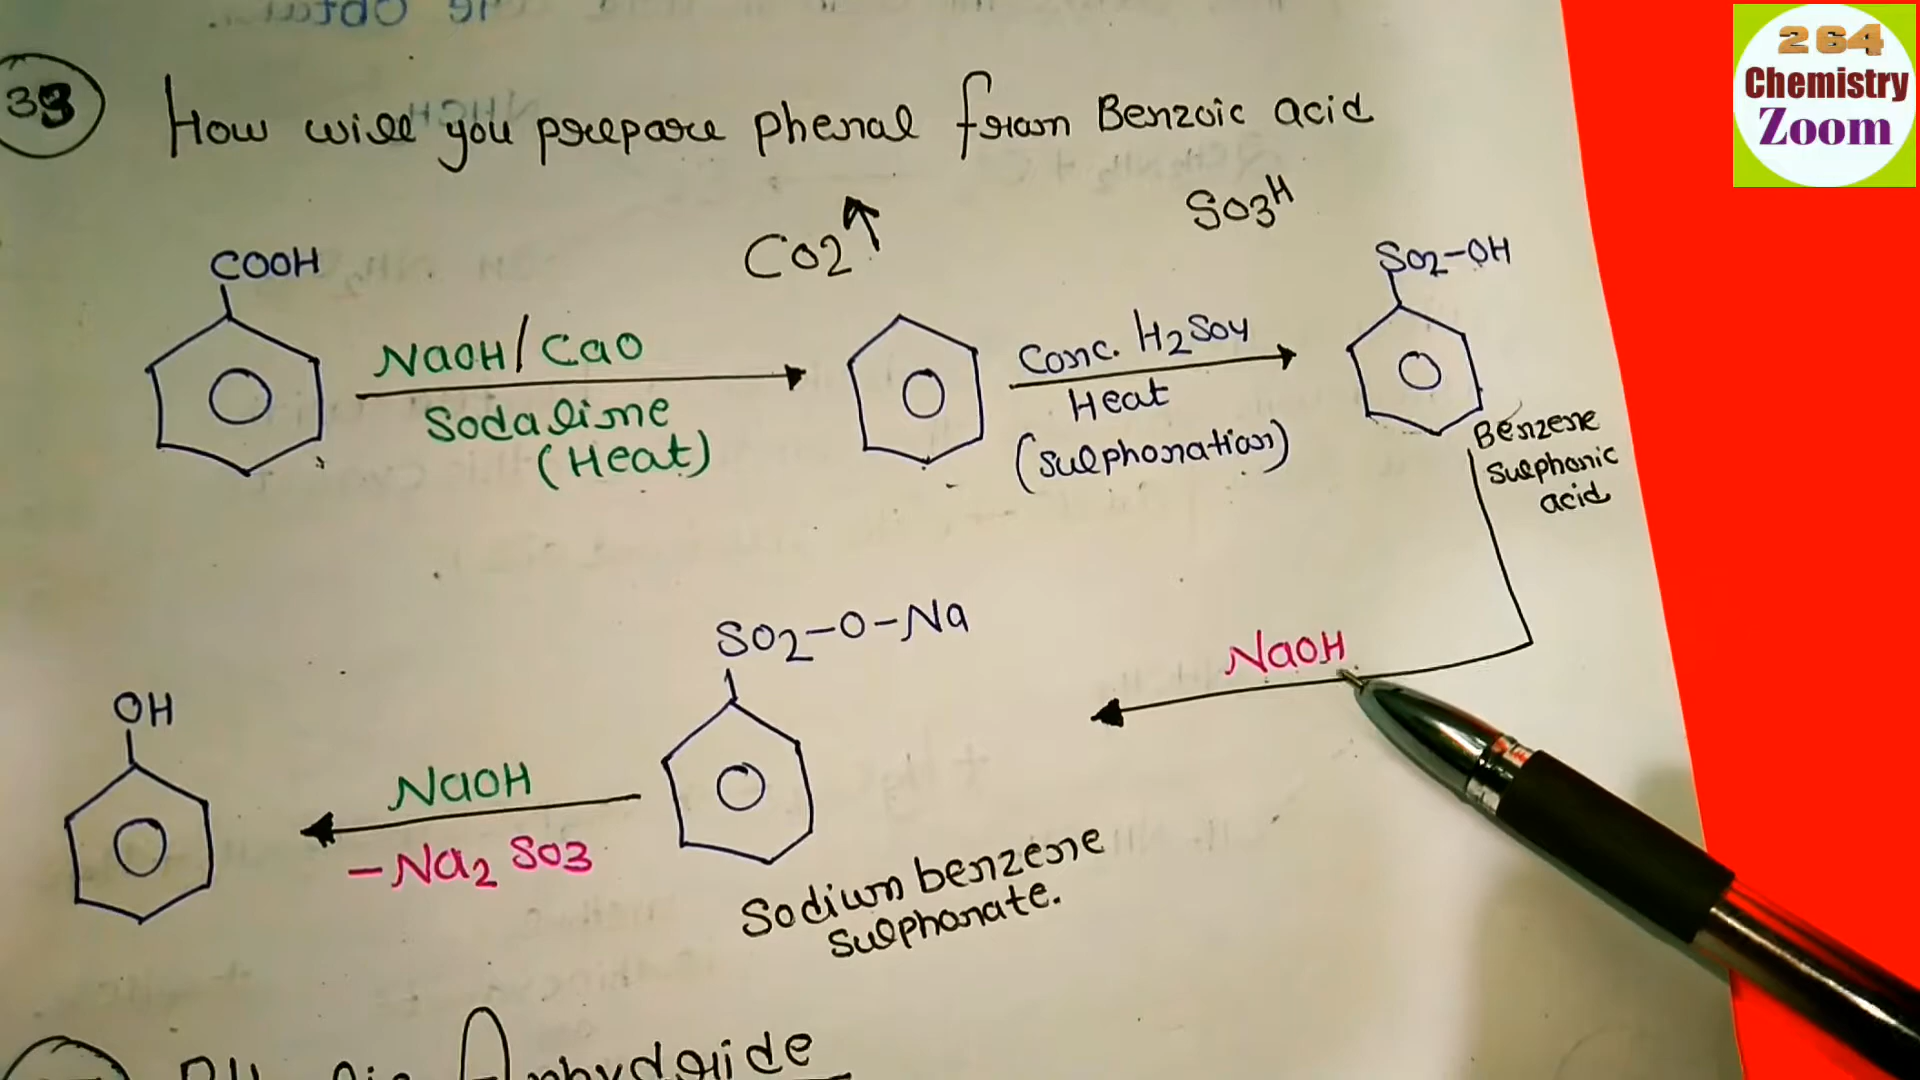 33 How will you prepare phenol from Benzoic acid
264
Chemistry
Zoom
CO2↑
SO3H
COOH
SO2-OH
NaOH/CaO
Sodalime
(Heat)
Conc. H2SO4
Heat
(sulphonation)
Benzene
sulphonic
acid
SO2-O-Na
NaOH
OH
NaOH
-Na2SO3
Sodium benzene
sulphonate.
Anhydride